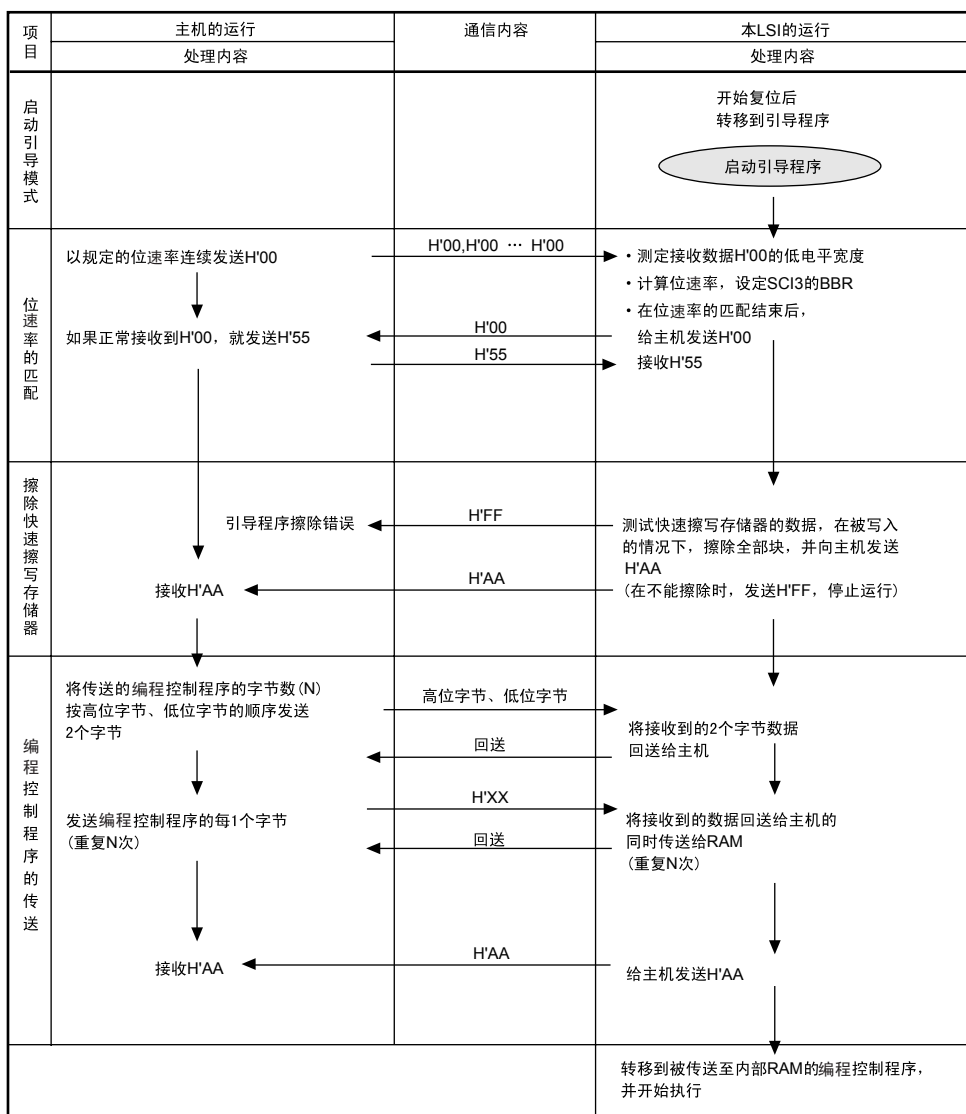 项目
主机的运行
通信内容
本LSI的运行
处理内容
处理内容
启动引导模式
开始复位后
转移到引导程序
启动引导程序
位速率的匹配
以规定的位速率连续发送H'00
H'00,H'00 … H'00
・测定接收数据H'00的低电平宽度
・计算位速率，设定SCI3的BBR
・在位速率的匹配结束后，
给主机发送H'00
接收H'55
如果正常接收到H'00，就发送H'55
H'00
H'55
擦除快速擦写存储器
引导程序擦除错误
H'FF
测试快速擦写存储器的数据，在被写入
的情况下，擦除全部块，并向主机发送
H'AA
(在不能擦除时，发送H'FF，停止运行)
接收H'AA
H'AA
编程控制程序的传送
将传送的编程控制程序的字节数(N)
按高位字节、低位字节的顺序发送
2个字节
高位字节、低位字节
将接收到的2个字节数据
回送给主机
回送
发送编程控制程序的每1个字节
(重复N次)
H'XX
回送
将接收到的数据回送给主机的
同时传送给RAM
(重复N次)
接收H'AA
H'AA
给主机发送H'AA
转移到被传送至内部RAM的编程控制程序，
并开始执行